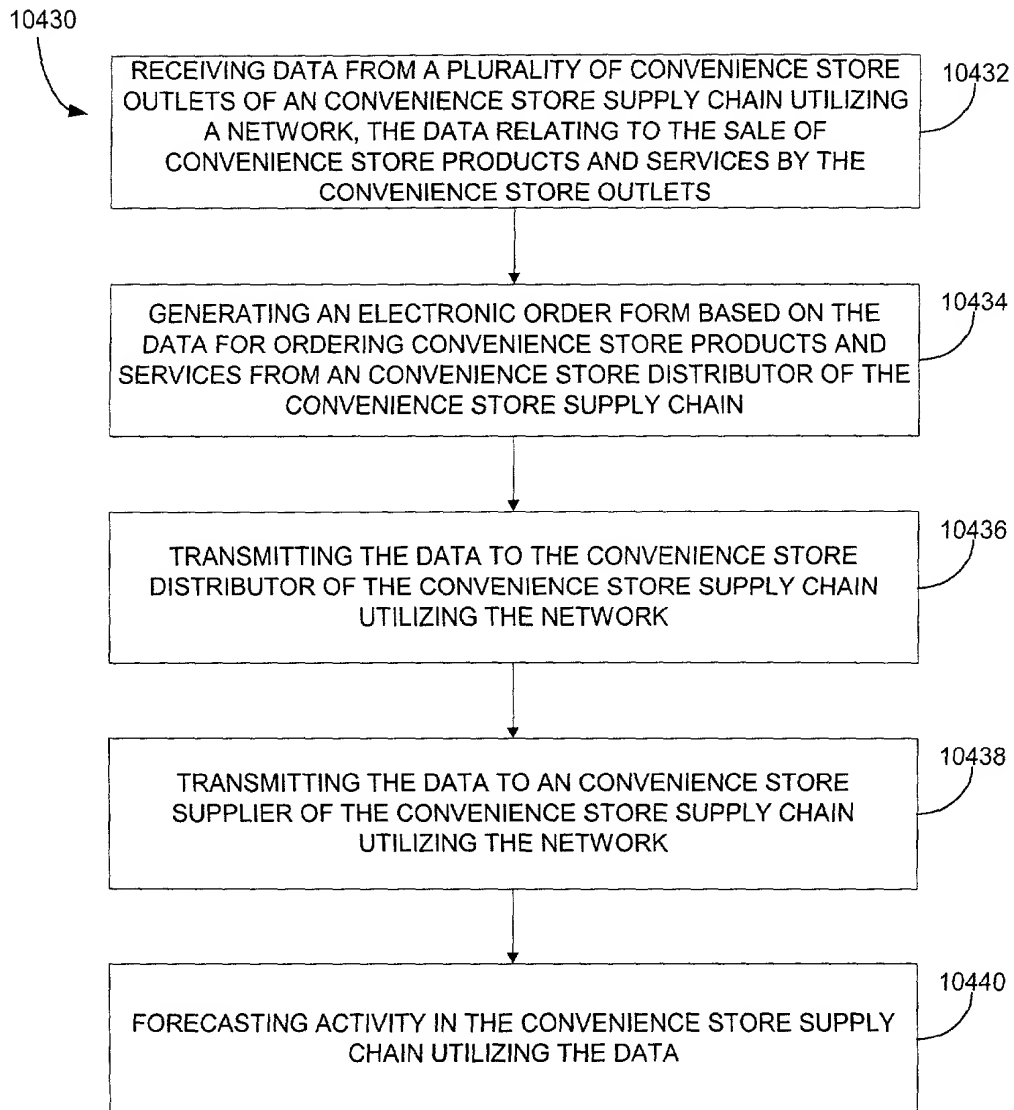 10430
RECEIVING DATA FROM A PLURALITY OF CONVENIENCE STORE
OUTLETS OF AN CONVENIENCE STORE SUPPLY CHAIN UTILIZING
A NETWORK, THE DATA RELATING TO THE SALE OF
CONVENIENCE STORE PRODUCTS AND SERVICES BY THE
CONVENIENCE STORE OUTLETS
10432
GENERATING AN ELECTRONIC ORDER FORM BASED ON THE
DATA FOR ORDERING CONVENIENCE STORE PRODUCTS AND
SERVICES FROM AN CONVENIENCE STORE DISTRIBUTOR OF THE
CONVENIENCE STORE SUPPLY CHAIN
10434
TRANSMITTING THE DATA TO THE CONVENIENCE STORE
DISTRIBUTOR OF THE CONVENIENCE STORE SUPPLY CHAIN
UTILIZING THE NETWORK
10436
TRANSMITTING THE DATA TO AN CONVENIENCE STORE
SUPPLIER OF THE CONVENIENCE STORE SUPPLY CHAIN
UTILIZING THE NETWORK
10438
FORECASTING ACTIVITY IN THE CONVENIENCE STORE SUPPLY
CHAIN UTILIZING THE DATA
10440